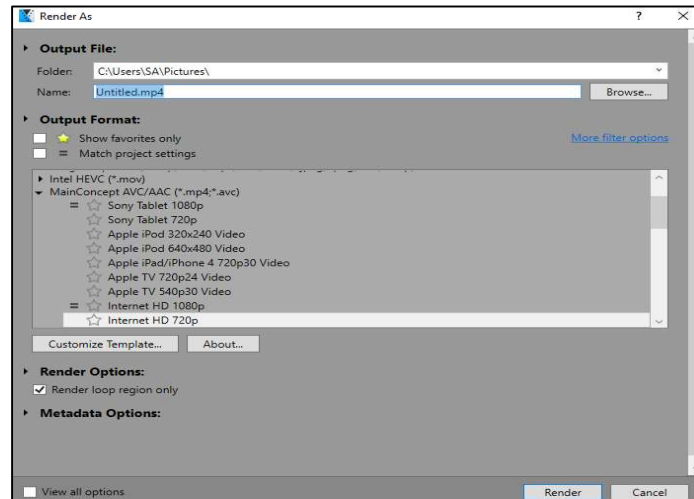 Render As
Output File:
Folder: C:\Users\SA\Pictures\
Name: Untitled.mp4 Browse...
Output Format:
Show favorites only More filter options
= Match project settings
Intel HEVC (*.mov)
MainConcept AVC/AAC (*.mp4;*.avc)
= Sony Tablet 1080p
Sony Tablet 720p
Apple iPod 320x240 Video
Apple iPod 640x480 Video
Apple iPad/iPhone 4 720p30 Video
Apple TV 720p24 Video
Apple TV 540p30 Video
= Internet HD 1080p
Internet HD 720p
Customize Template... About...
Render Options:
Render loop region only
Metadata Options:
View all options Render Cancel